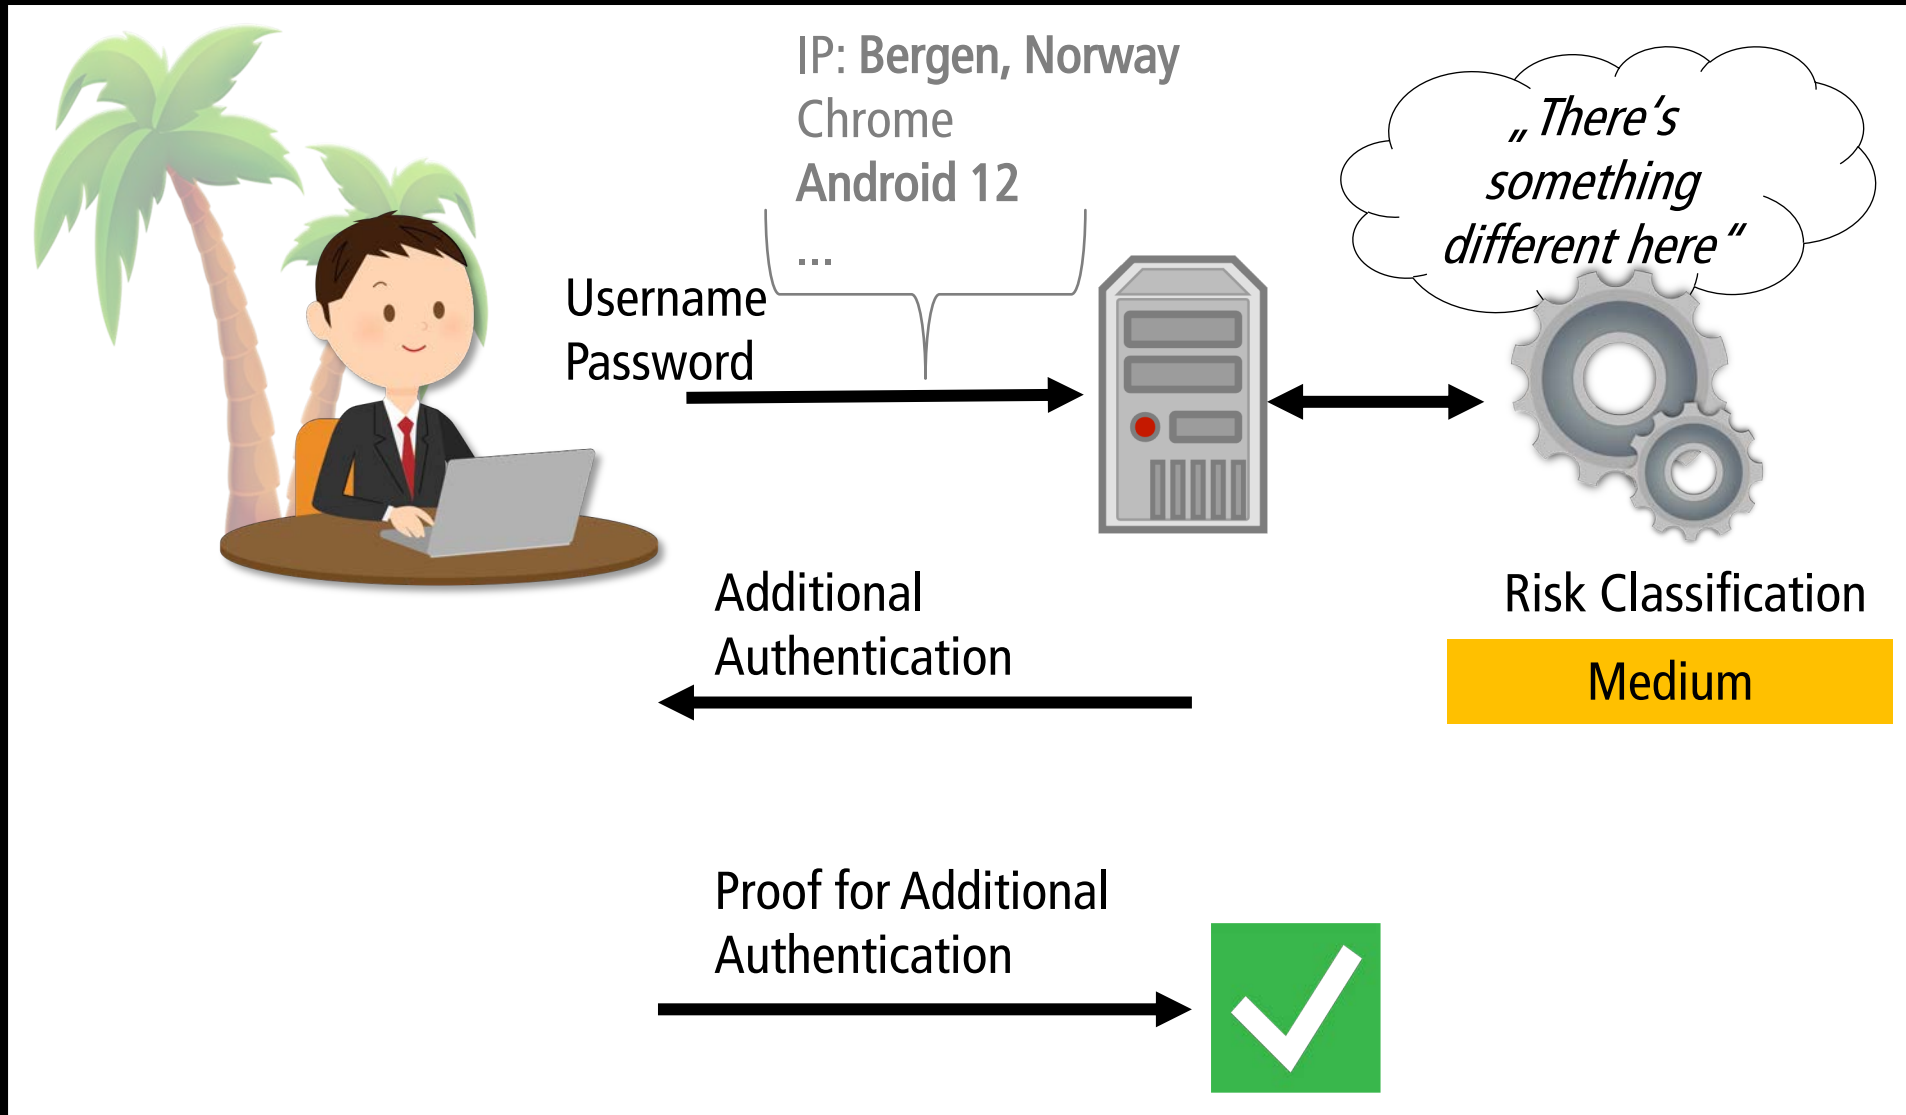 IP: Bergen, Norway
Chrome
Android 12
...
Username
Password
„There‘s
something
different here“
Additional
Authentication
Risk Classification
Medium
Proof for Additional
Authentication